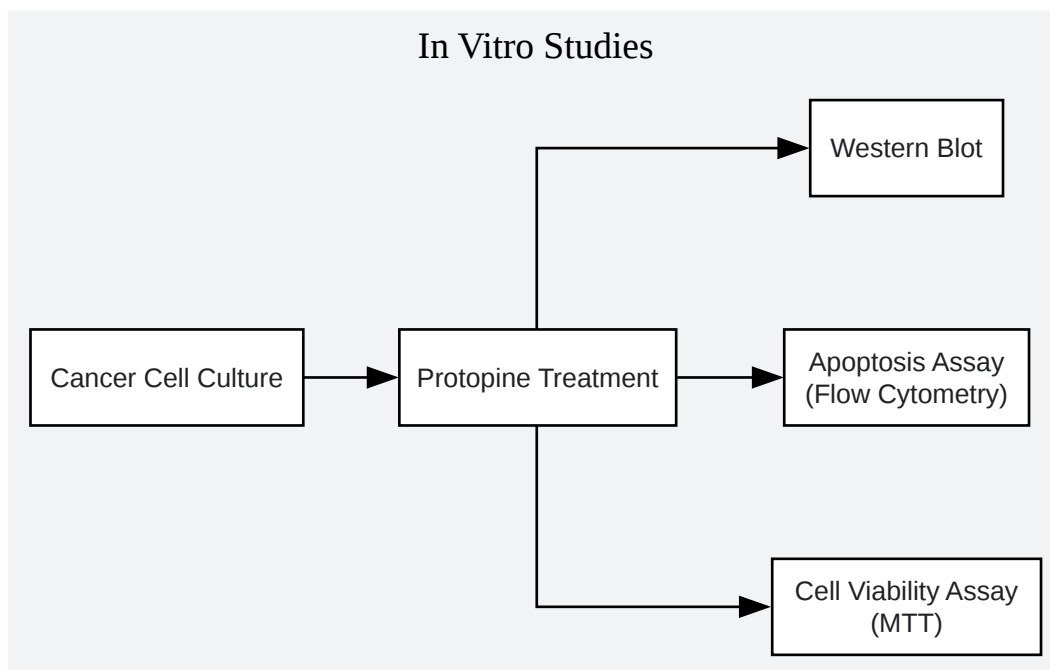 In Vitro Studies
Western Blot
Cancer Cell Culture
Protopine Treatment
Apoptosis Assay
(Flow Cytometry)
Cell Viability Assay
(MTT)